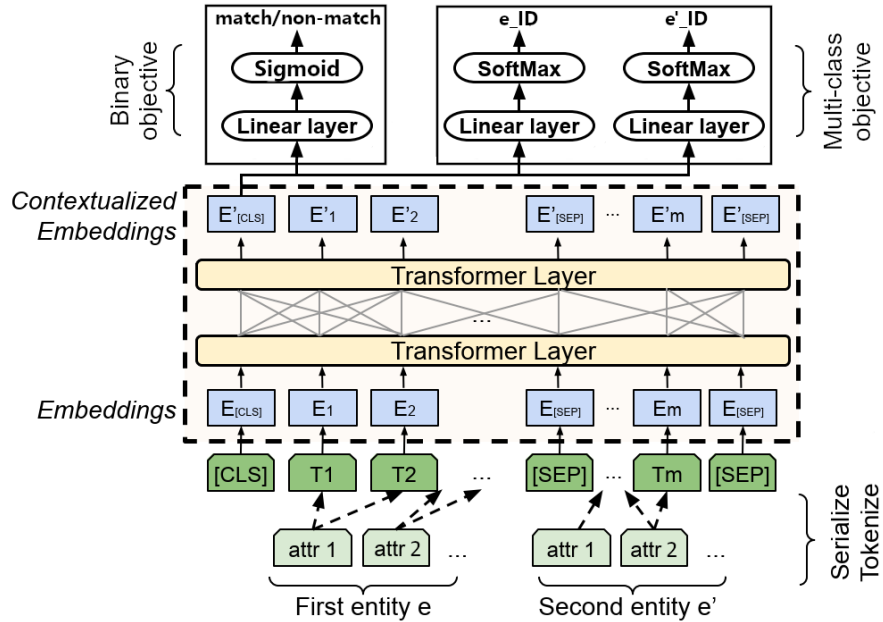 match/non-match
e_ID
e'_ID
Binary objective
Sigmoid
SoftMax
SoftMax
Multi-class objective
Linear layer
Linear layer
Linear layer
Contextualized
Embeddings
E'[CLS]
E'1
E'2
E'[SEP]
...
E'm
E'[SEP]
Transformer Layer
...
Transformer Layer
Embeddings
E[CLS]
E1
E2
E[SEP]
...
Em
E[SEP]
[CLS]
T1
T2
...
[SEP]
...
Tm
[SEP]
Serialize
Tokenize
attr 1
attr 2
...
attr 1
attr 2
...
First entity e
Second entity e'